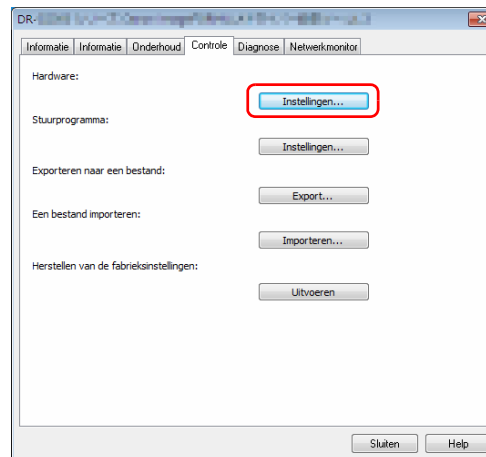 DR-
Informatie Informatie Onderhoud Controle Diagnose Netwerkmonitor
Hardware:
Instellingen...
Stuurprogramma:
Instellingen...
Exporteren naar een bestand:
Export...
Een bestand importeren:
Importeren...
Herstellen van de fabrieksinstellingen:
Uitvoeren
Sluiten Help